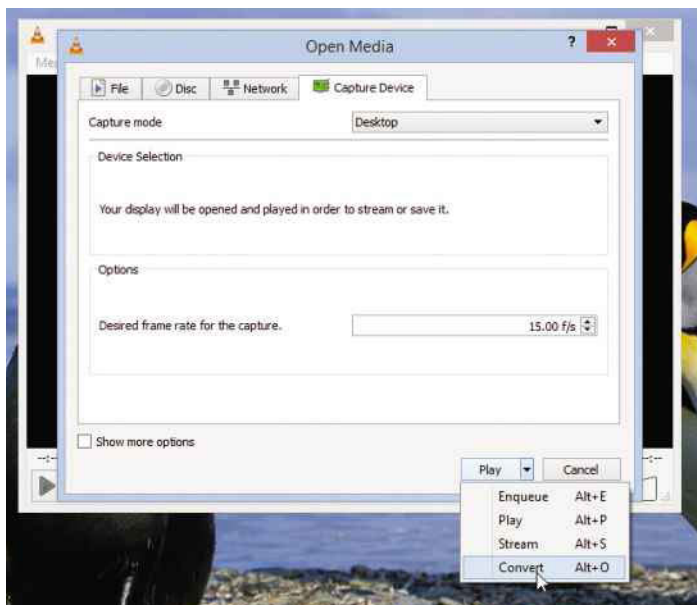 Open Media
?
File
Disc
Network
Capture Device
Capture mode
Desktop
Device Selection
Your display will be opened and played in order to stream or save it.
Options
Desired frame rate for the capture.
15.00 f/s
Show more options
--:--
--:--
Play
Cancel
Enqueue Alt+E
Play Alt+P
Stream Alt+S
Convert Alt+O